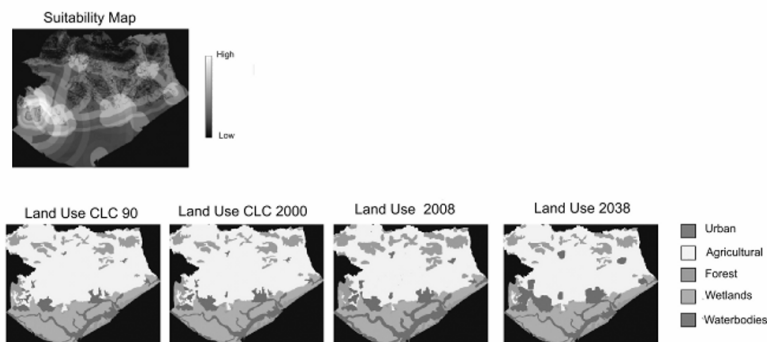 Suitability Map
High
Low
Land Use CLC 90
Land Use CLC 2000
Land Use 2008
Land Use 2038
Urban
Agricultural
Forest
Wetlands
Waterbodies